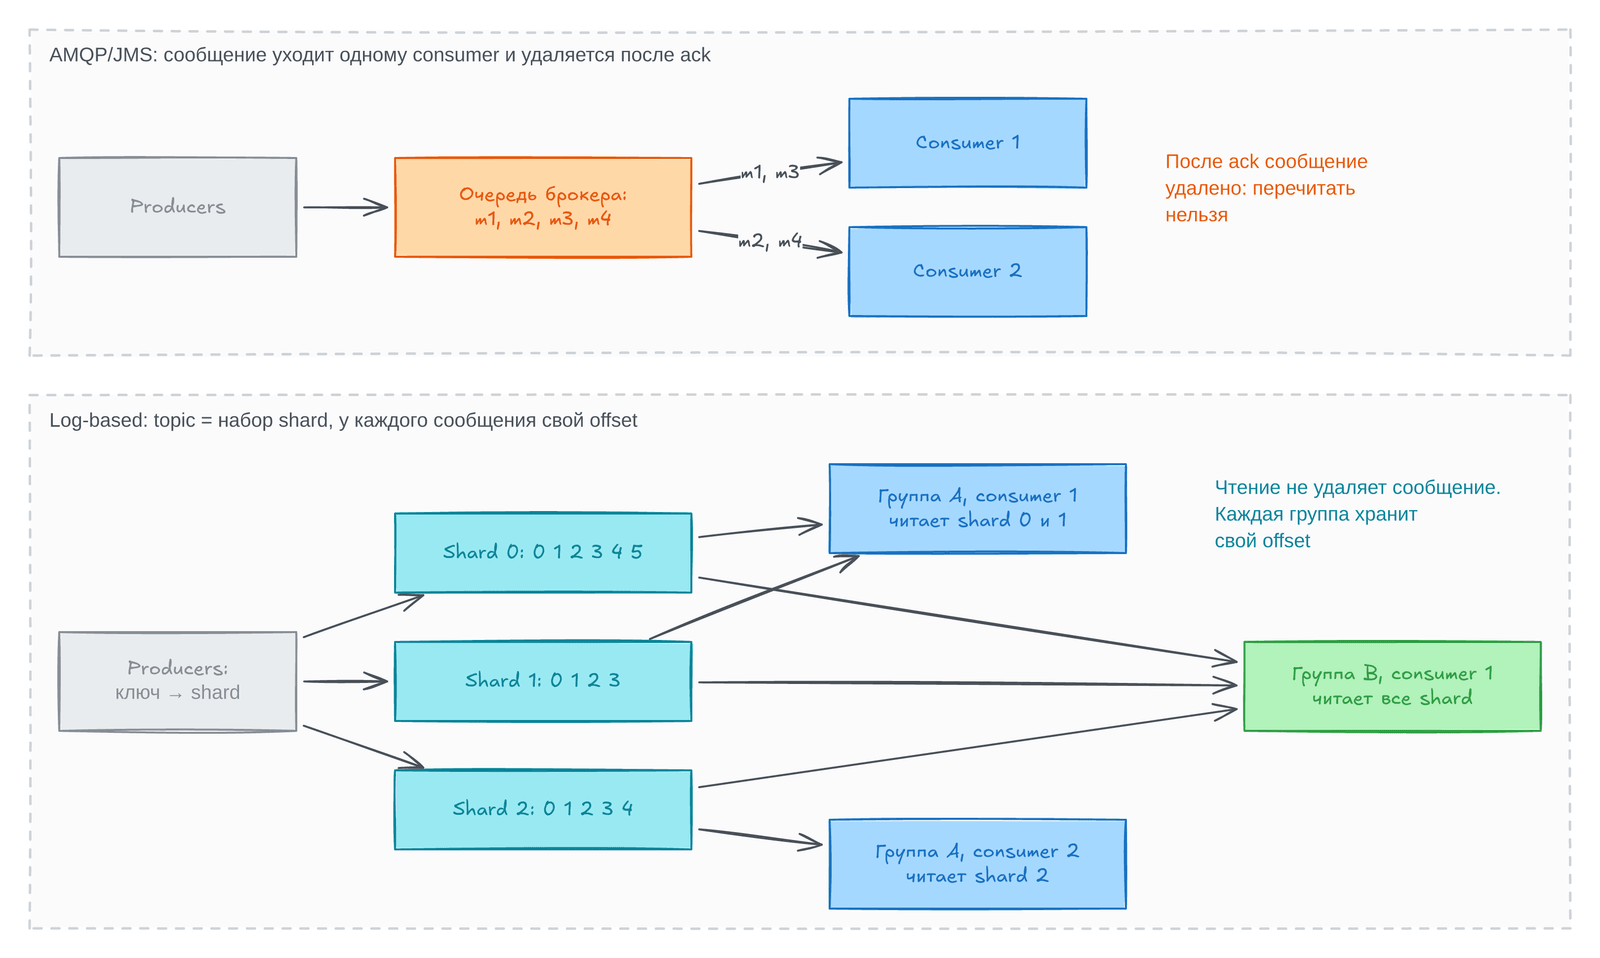 AMQP/JMS: сообщение уходит одному consumer и удаляется после ack
Producers
Очередь брокера:
m1, m2, m3, m4
m1, m3
m2, m4
Consumer 1
Consumer 2
После ack сообщение
удалено: перечитать
нельзя
Log-based: topic = набор shard, у каждого сообщения свой offset
Producers:
ключ → shard
Shard 0: 0 1 2 3 4 5
Shard 1: 0 1 2 3
Shard 2: 0 1 2 3 4
Группа A, consumer 1
читает shard 0 и 1
Группа A, consumer 2
читает shard 2
Чтение не удаляет сообщение.
Каждая группа хранит
свой offset
Группа B, consumer 1
читает все shard